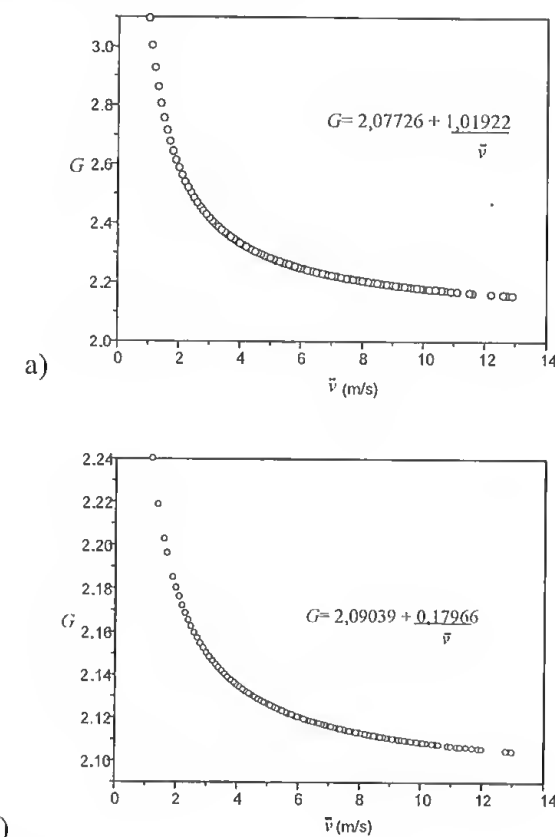 3.0
2.8
2.6
G
2.4
2.2
2.0
G= 2,07726 + 1,01922
v̄
0 2 4 6 8 10 12 14
v̄ (m/s)
a)
2.24
2.22
2.20
2.18
G
2.16
2.14
2.12
2.10
G= 2,09039 + 0,17966
v̄
0 2 4 6 8 10 12 14
v̄ (m/s)
)